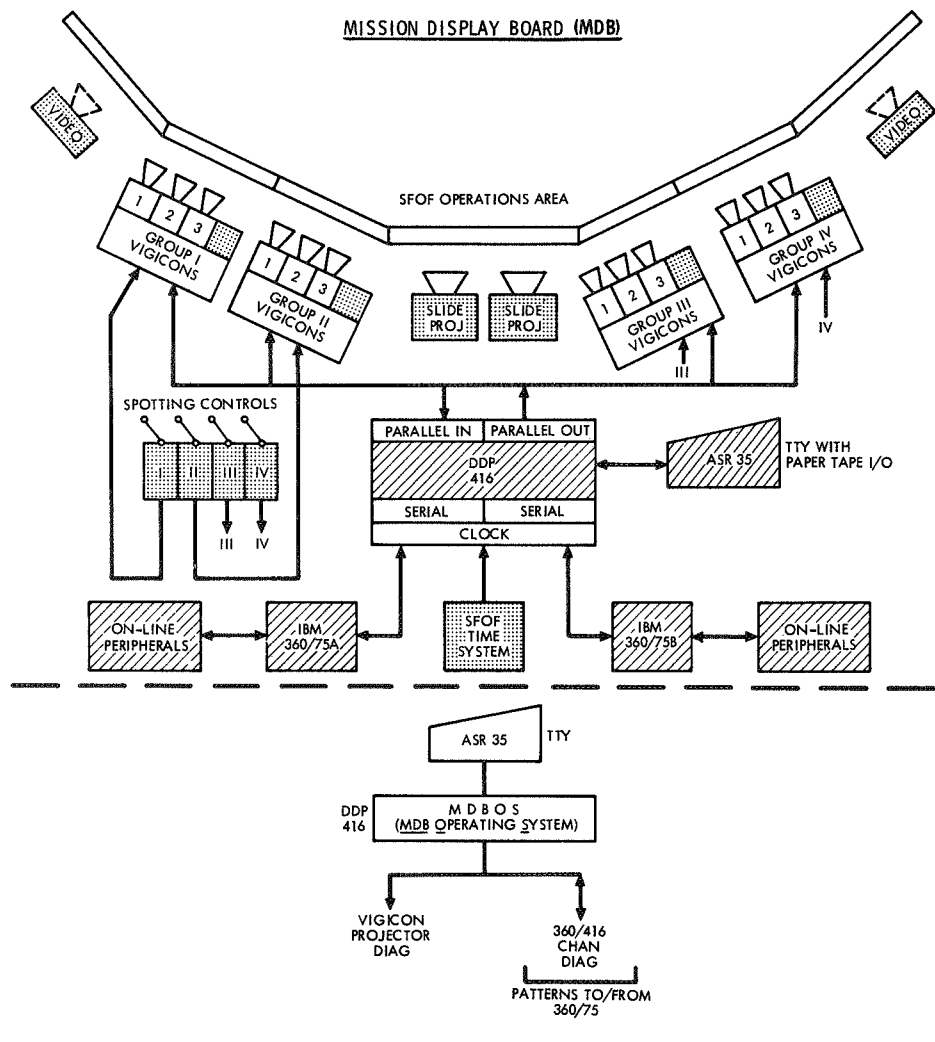 MISSION DISPLAY BOARD (MDB)
VIDEO
VIDEO
SFOF OPERATIONS AREA
1 2 3
GROUP I
VIGICONS
1 2 3
GROUP II
VIGICONS
SLIDE
PROJ
SLIDE
PROJ
1 2 3
GROUP III
VIGICONS
1 2 3
GROUP IV
VIGICONS
III
IV
SPOTTING CONTROLS
I II III IV
III IV
PARALLEL IN PARALLEL OUT
DDP
416
SERIAL SERIAL
CLOCK
ASR 35
TTY WITH
PAPER TAPE I/O
ON-LINE
PERIPHERALS
IBM
360/75A
SFOF
TIME
SYSTEM
IBM
360/75B
ON-LINE
PERIPHERALS
ASR 35
TTY
DDP
416
M D B O S
(MDB OPERATING SYSTEM)
VIGICON
PROJECTOR
DIAG
360/416
CHAN
DIAG
PATTERNS TO/FROM
360/75